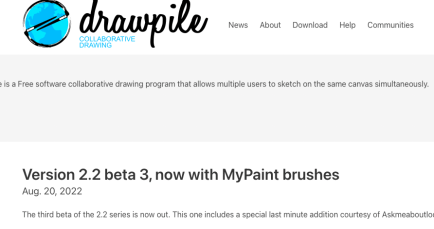 drawpile
COLLABORATIVE
DRAWING
News About Download Help Communities
e is a Free software collaborative drawing program that allows multiple users to sketch on the same canvas simultaneously.
Version 2.2 beta 3, now with MyPaint brushes
Aug. 20, 2022
The third beta of the 2.2 series is now out. This one includes a special last minute addition courtesy of